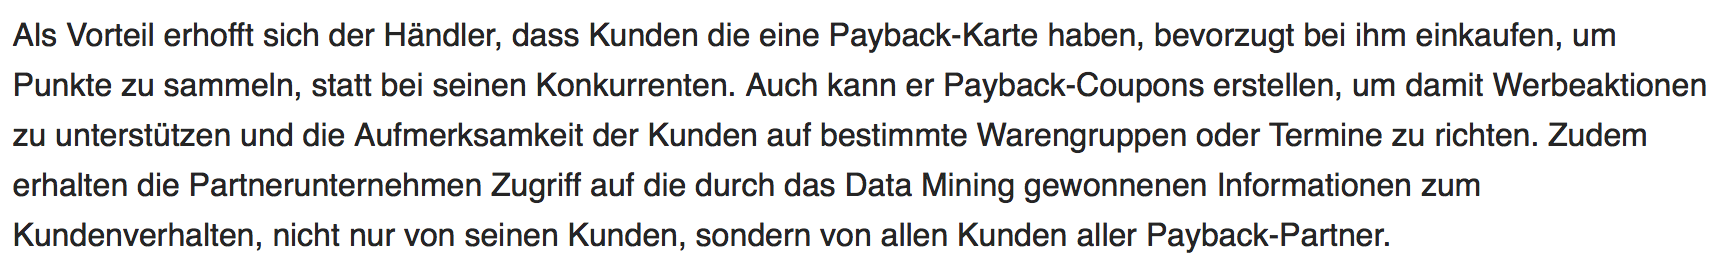 Als Vorteil erhofft sich der Händler, dass Kunden die eine Payback-Karte haben, bevorzugt bei ihm einkaufen, um
Punkte zu sammeln, statt bei seinen Konkurrenten. Auch kann er Payback-Coupons erstellen, um damit Werbeaktionen
zu unterstützen und die Aufmerksamkeit der Kunden auf bestimmte Warengruppen oder Termine zu richten. Zudem
erhalten die Partnerunternehmen Zugriff auf die durch das Data Mining gewonnenen Informationen zum
Kundenverhalten, nicht nur von seinen Kunden, sondern von allen Kunden aller Payback-Partner.